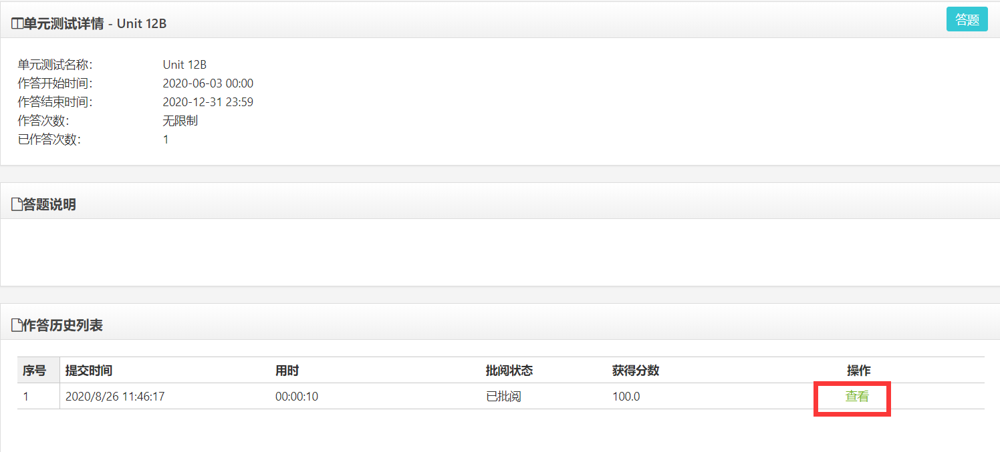 单元测试详情 - Unit 12B
答题
单元测试名称： Unit 12B
作答开始时间： 2020-06-03 00:00
作答结束时间： 2020-12-31 23:59
作答次数： 无限制
已作答次数： 1
答题说明
作答历史列表
序号 提交时间 用时 批阅状态 获得分数 操作
1 2020/8/26 11:46:17 00:00:10 已批阅 100.0 查看